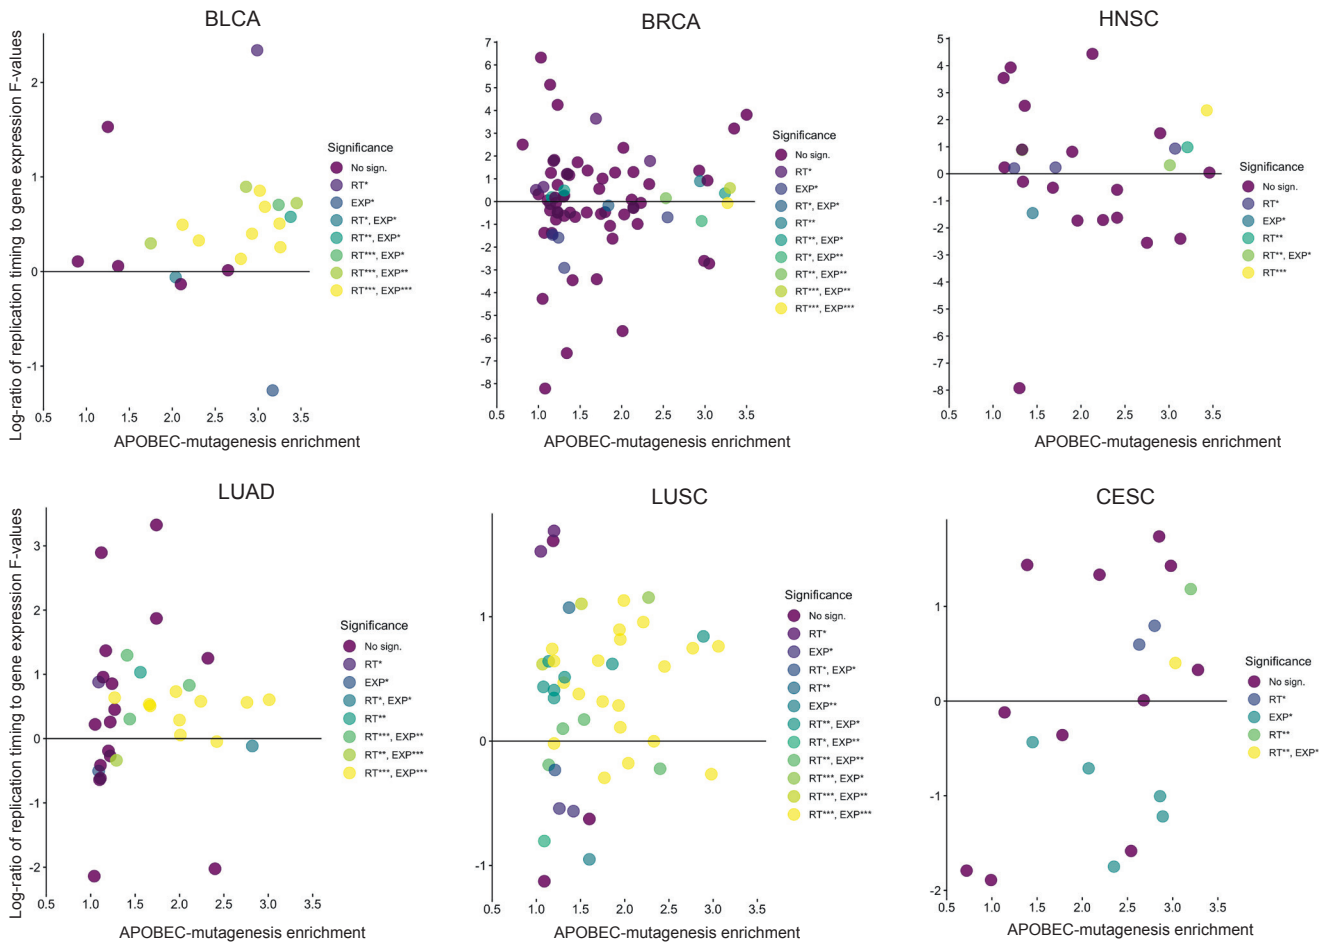 BLCA
Log-ratio of replication timing to gene expression F-values
2
1
0
-1
0.5 1.0 1.5 2.0 2.5 3.0 3.5
APOBEC-mutagenesis enrichment
Significance
No sign.
RT*
EXP*
RT*, EXP*
RT**, EXP*
RT***, EXP*
RT***, EXP**
RT***, EXP***
BRCA
7
6
5
4
3
2
1
0
-1
-2
-3
-4
-5
-6
-7
-8
0.5 1.0 1.5 2.0 2.5 3.0 3.5
APOBEC-mutagenesis enrichment
Significance
No sign.
RT*
EXP*
RT*, EXP*
RT**
RT**, EXP*
RT*, EXP**
RT**, EXP**
RT***, EXP**
RT***, EXP***
HNSC
5
4
3
2
1
0
-1
-2
-3
-4
-5
-6
-7
-8
0.5 1.0 1.5 2.0 2.5 3.0 3.5
APOBEC-mutagenesis enrichment
Significance
No sign.
RT*
EXP*
RT**
RT**, EXP*
RT***
LUAD
Log-ratio of replication timing to gene expression F-values
3
2
1
0
-1
-2
0.5 1.0 1.5 2.0 2.5 3.0 3.5
APOBEC-mutagenesis enrichment
Significance
No sign.
RT*
EXP*
RT*, EXP*
RT**
RT***, EXP**
RT**, EXP***
RT***, EXP***
LUSC
1
0
-1
0.5 1.0 1.5 2.0 2.5 3.0 3.5
APOBEC-mutagenesis enrichment
Significance
No sign.
RT*
EXP*
RT*, EXP*
RT**
EXP**
RT**, EXP*
RT*, EXP**
RT**, EXP**
RT***, EXP*
RT***, EXP**
RT***, EXP***
CESC
1
0
-1
-2
0.5 1.0 1.5 2.0 2.5 3.0 3.5
APOBEC-mutagenesis enrichment
Significance
No sign.
RT*
EXP*
RT**
RT**, EXP*